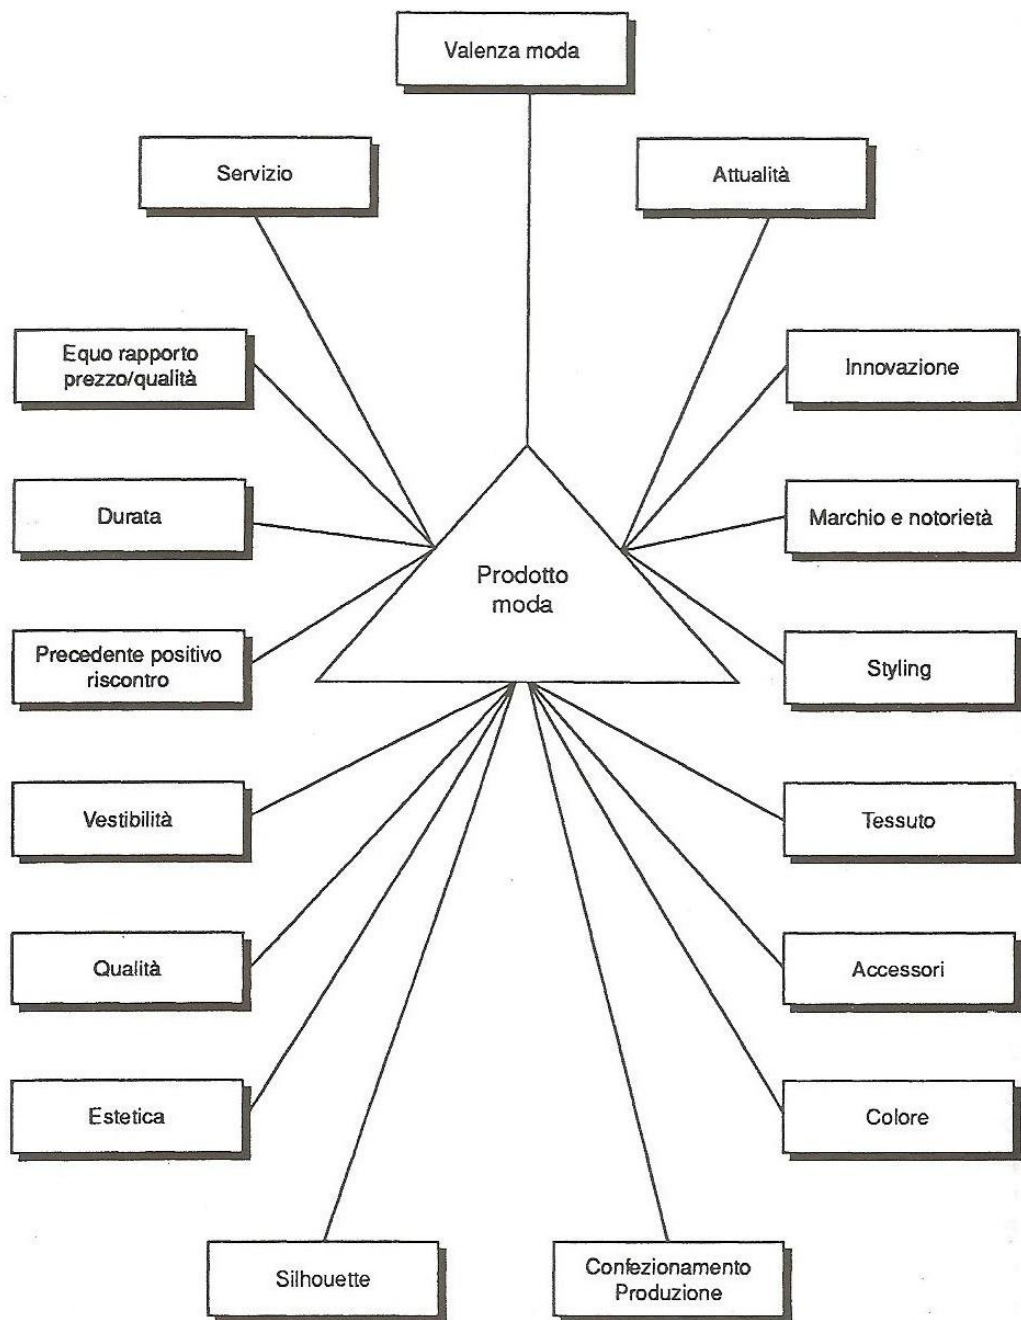 Valenza moda
Servizio
Attualità
Equo rapporto
prezzo/qualità
Innovazione
Durata
Marchio e notorietà
Prodotto
moda
Precedente positivo
riscontro
Styling
Vestibilità
Tessuto
Qualità
Accessori
Estetica
Colore
Silhouette
Confezionamento
Produzione